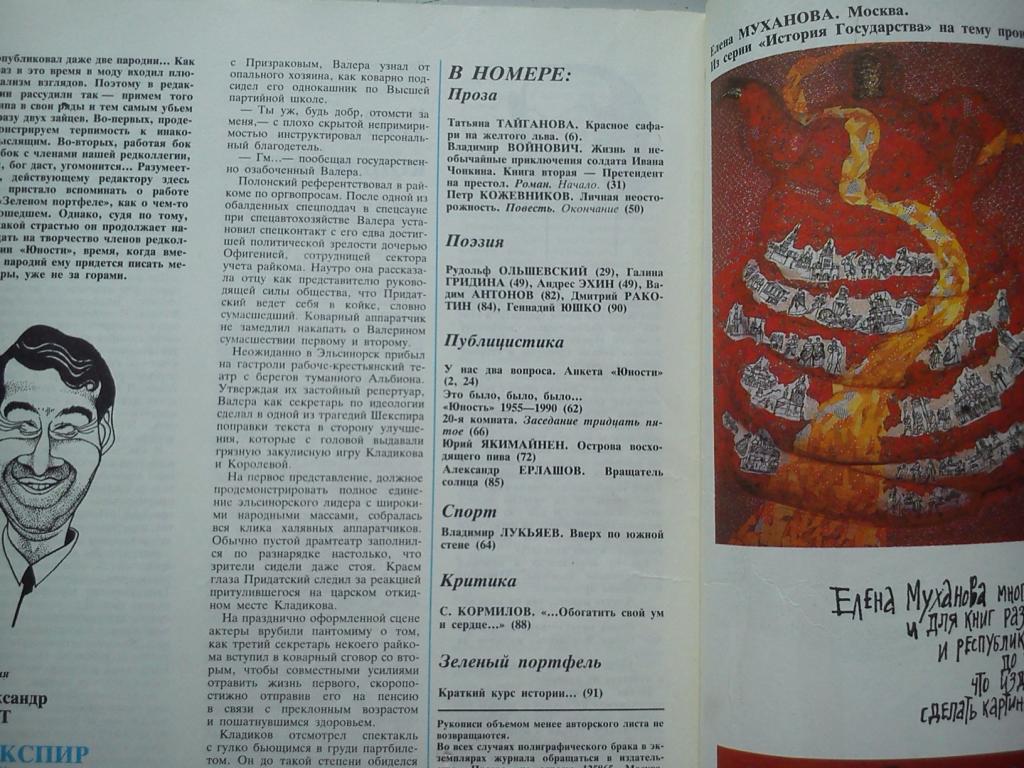 опубликовал даже две пародии... Как
раз в это время в моду входил плю-
рализм взглядов. Поэтому в редак-
ции рассудили так — примем того
типа в свои ряды и тем самым убьем
сразу двух зайцев. Во-первых, проде-
монстрируем терпимость к инако-
мыслящим. Во-вторых, работая бок
бок с членами нашей редколлегии,
бог даст, угомонится... Разумеет-
действующему редактору здесь
пристало вспоминать о работе
«Зеленом портфеле», как о чем-то
прошедшем. Однако, судя по тому,
какой страстью он продолжает на-
на творчество членов редкол-
«Юности», время, когда вме-
пародий ему придется писать ме-
уже не за горами.
с Призраковым, Валера узнал от
опального хозяина, как коварно под-
сидел его однокашник по Высшей
партийной школе.
— Ты уж, будь добр, отомсти за
меня,— с плохо скрытой непримири-
мостью инструктировал персональ-
ный благодетель.
— Гм...— пообещал государствен-
но озабоченный Валера.
Полонский референтствовал в рай-
коме по оргвопросам. После одной из
обалденных спецподдач в спецсауне
при спецавтохозяйстве Валера уста-
новил спецконтакт с его едва достиг-
шей политической зрелости дочерью
Офигенией, сотрудницей сектора
учета райкома. Наутро она рассказа-
ла отцу как представителю руково-
дящей силы общества, что Придат-
ский ведет себя в койке, словно
сумасшедший. Коварный аппаратчик
не замедлил накапать о Валерином
сумасшествии первому и второму.
Неожиданно в Эльсинорск прибыл
на гастроли рабоче-крестьянский те-
атр с берегов туманного Альбиона.
Утверждая их застойный репертуар,
Валера как секретарь по идеологии
сделал в одной из трагедий Шекспира
поправки текста в сторону улучше-
ния, которые с головой выдавали
грязную закулисную игру Кладикова
и Королевой.
На первое представление, должное
продемонстрировать полное едине-
ние эльсинорского лидера с широки-
ми народными массами, собралась
вся клика халявных аппаратчиков.
Обычно пустой драмтеатр заполнил-
ся по разнарядке настолько, что
зрители сидели даже стоя. Краем
глаза Придатский следил за реакцией
притулившегося на царском откид-
ном месте Кладикова.
На празднично оформленной сцене
актеры врубили пантомиму о том,
как третий секретарь некоего райко-
ма вступил в коварный сговор со вто-
рым, чтобы совместными усилиями
отравить жизнь первого, скоропо-
стижно отправив его на пенсию
в связи с преклонным возрастом
и пошатнувшимся здоровьем.
Кладиков отсмотрел спектакль
с гулко бьющимся в груди партбиле-
том. Он до такой степени обиделся
В НОМЕРЕ:
Проза
Татьяна ТАЙГАНОВА. Красное сафа-
ри на желтого льва. (6).
Владимир ВОЙНОВИЧ. Жизнь и не-
обычайные приключения солдата Ивана
Чонкина. Книга вторая — Претендент
на престол. Роман. Начало. (31)
Петр КОЖЕВНИКОВ. Личная неосто-
рожность. Повесть. Окончание (50)
Поэзия
Рудольф ОЛЬШЕВСКИЙ (29), Галина
ГРИДИНА (49), Андрес ЭХИН (49), Ва-
дим АНТОНОВ (82), Дмитрий РАКО-
ТИН (84), Геннадий ЮШКО (90)
Публицистика
У нас два вопроса. Анкета «Юности»
(2, 24)
Это было, было, было...
«Юность» 1955—1990 (62)
20-я комната. Заседание тридцать пя-
тое (66)
Юрий ЯКИМАЙНЕН. Острова восхо-
дящего пива (72)
Александр ЕРЛАШОВ. Вращатель
солнца (85)
Спорт
Владимир ЛУКЬЯЕВ. Вверх по южной
стене (64)
Критика
С. КОРМИЛОВ. «...Обогатить свой ум
и сердце...» (88)
Зеленый портфель
Краткий курс истории... (91)
Рукописи объемом менее авторского листа не
возвращаются.
Во всех случаях полиграфического брака в эк-
земплярах журнала обращаться в издатель-
Елена МУХАНОВА. Москва.
Из серии «История Государства» на тему
Елена Муханова
и для книг
и республик
до
что
сделать картин